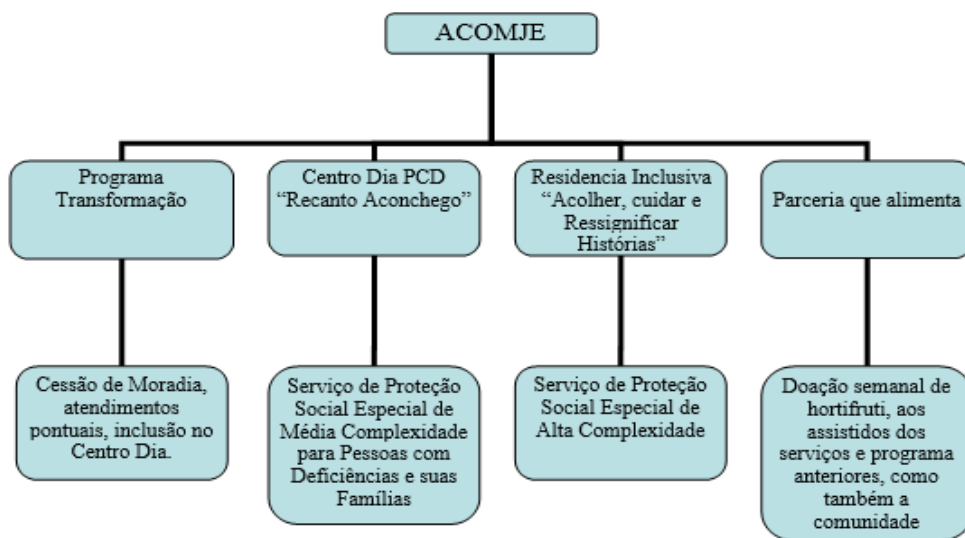 ACOMJE
Programa
Transformação
Centro Dia PCD
“Recanto Aconchego”
Residencia Inclusiva
“Acolher, cuidar e
Ressignificar
Histórias”
Parceria que alimenta
Cessão de Moradia,
atendimentos
pontuais, inclusão no
Centro Dia.
Serviço de Proteção
Social Especial de
Média Complexidade
para Pessoas com
Deficiências e suas
Famílias
Serviço de Proteção
Social Especial de
Alta Complexidade
Doação semanal de
hortifruti, aos
assistidos dos
serviços e programa
anteriores, como
também a
comunidade